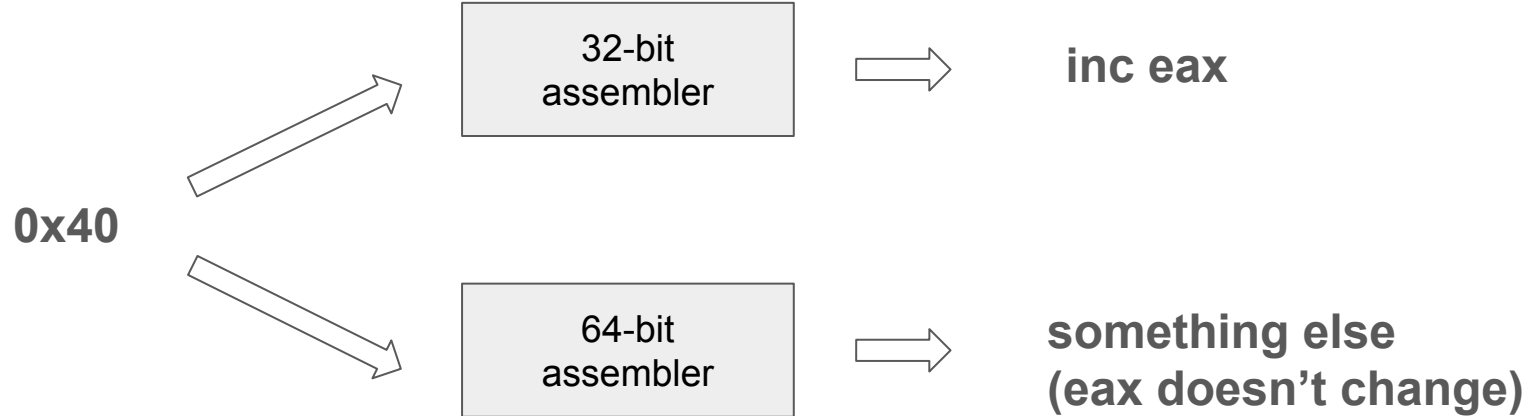 32-bit
assembler
inc eax
0x40
64-bit
assembler
something else
(eax doesn’t change)